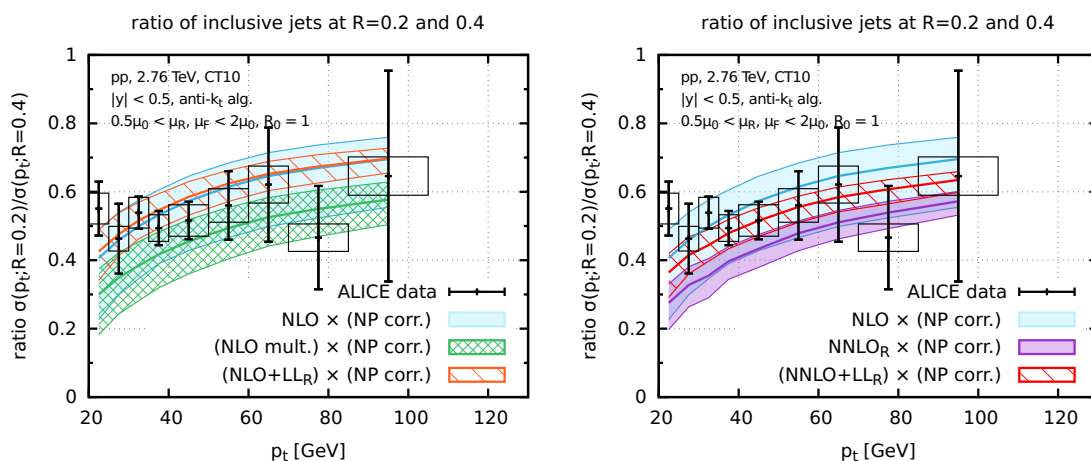 ratio of inclusive jets at R=0.2 and 0.4
ratio σ(pt;R=0.2)/σ(pt;R=0.4)
1
0.8
0.6
0.4
0.2
0
pp, 2.76 TeV, CT10
|y| < 0.5, anti-kt alg.
0.5μ0 < μR, μF < 2μ0, R0 = 1
ALICE data
NLO × (NP corr.)
(NLO mult.) × (NP corr.)
(NLO+LLR) × (NP corr.)
20 40 60 80 100 120
pt [GeV]
ratio of inclusive jets at R=0.2 and 0.4
ratio σ(pt;R=0.2)/σ(pt;R=0.4)
1
0.8
0.6
0.4
0.2
0
pp, 2.76 TeV, CT10
|y| < 0.5, anti-kt alg.
0.5μ0 < μR, μF < 2μ0, R0 = 1
ALICE data
NLO × (NP corr.)
NNLOR × (NP corr.)
(NNLO+LLR) × (NP corr.)
20 40 60 80 100 120
pt [GeV]